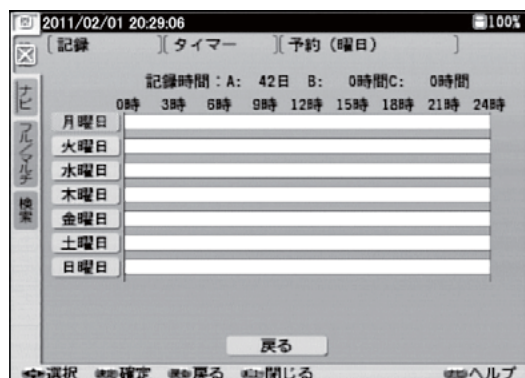 2011/02/01 20:29:06 100%
[記録 ][タイマー ][予約(曜日) ]
記録時間:A: 42日 B: 0時間C: 0時間
0時 3時 6時 9時 12時 15時 18時 21時 24時
月曜日
火曜日
水曜日
木曜日
金曜日
土曜日
日曜日
ナビ
フル/マルチ
検索
戻る
選択 確定 戻る 閉じる ヘルプ